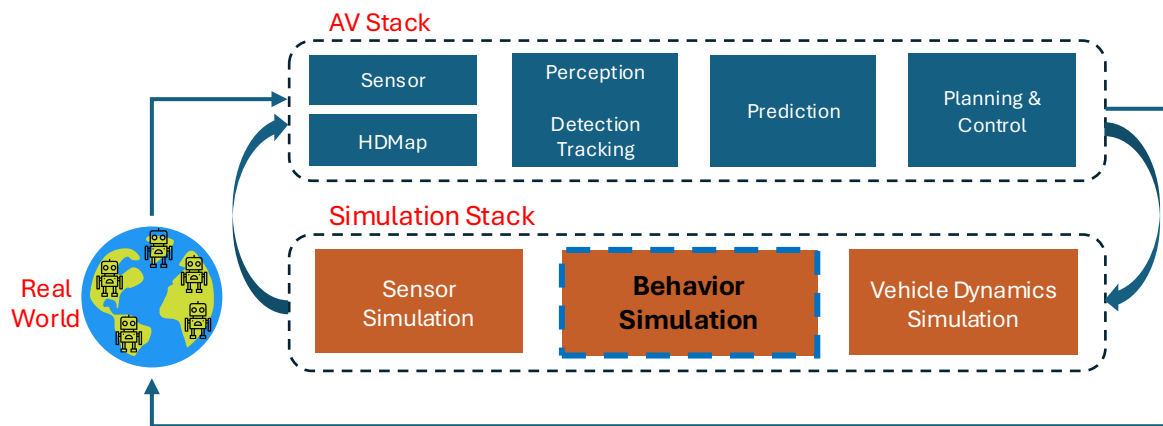 AV Stack
Sensor
HDMap
Perception
Detection
Tracking
Prediction
Planning &
Control
Simulation Stack
Real
World
Sensor
Simulation
Behavior
Simulation
Vehicle Dynamics
Simulation